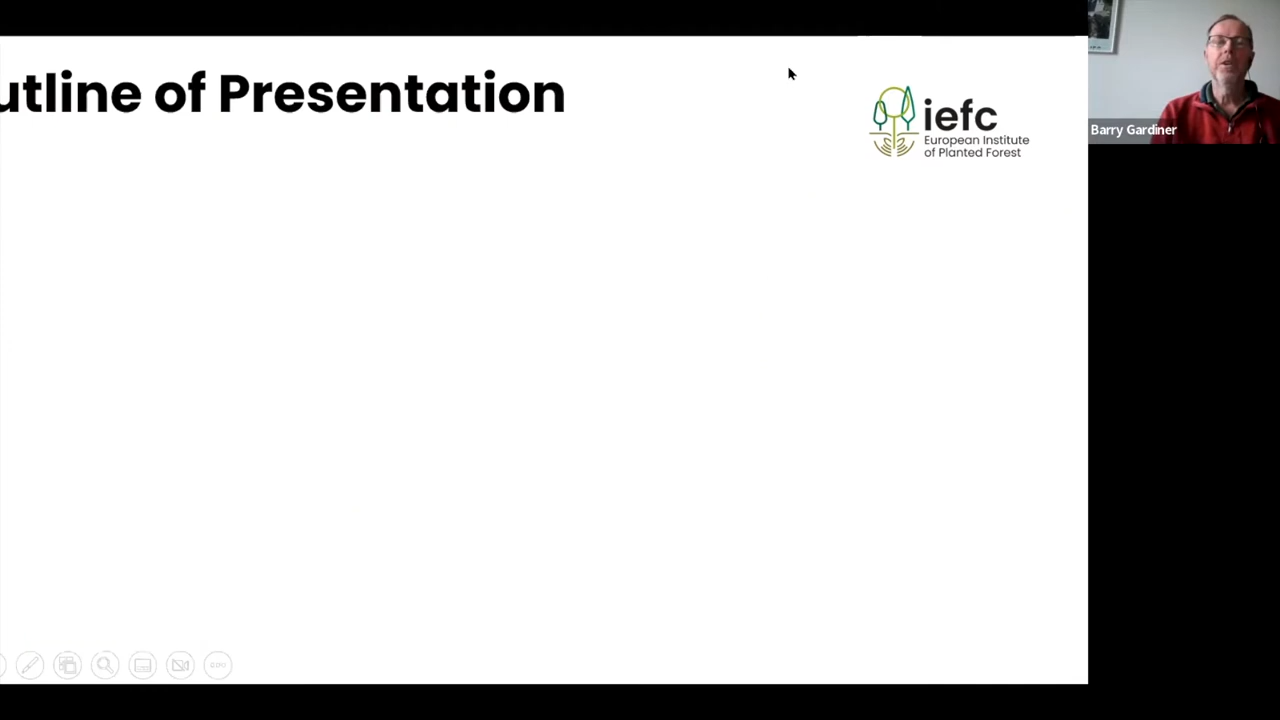 utline of Presentation
iefc
European Institute
of Planted Forest
Barry Gardiner